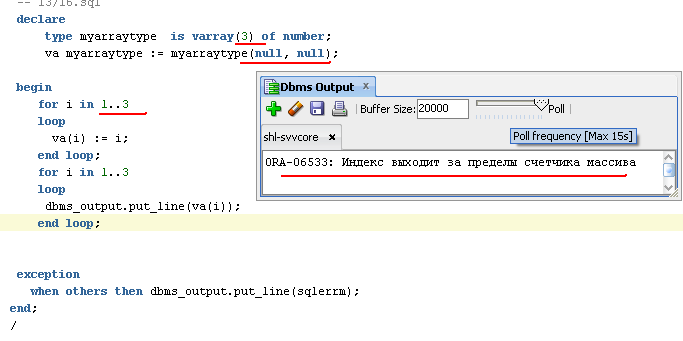 -- 13/16.sql
declare
type myarraytype is varray(3) of number;
va myarraytype := myarraytype(null, null);
begin
for i in 1..3
loop
va(i) := i;
end loop;
for i in 1..3
loop
dbms_output.put_line(va(i));
end loop;
exception
when others then dbms_output.put_line(sqlerrm);
end;
/
Dbms Output x
Buffer Size: 20000 Poll
shl-svvcore x
Poll frequency [Max 15s]
ORA-06533: Индекс выходит за пределы счетчика массива